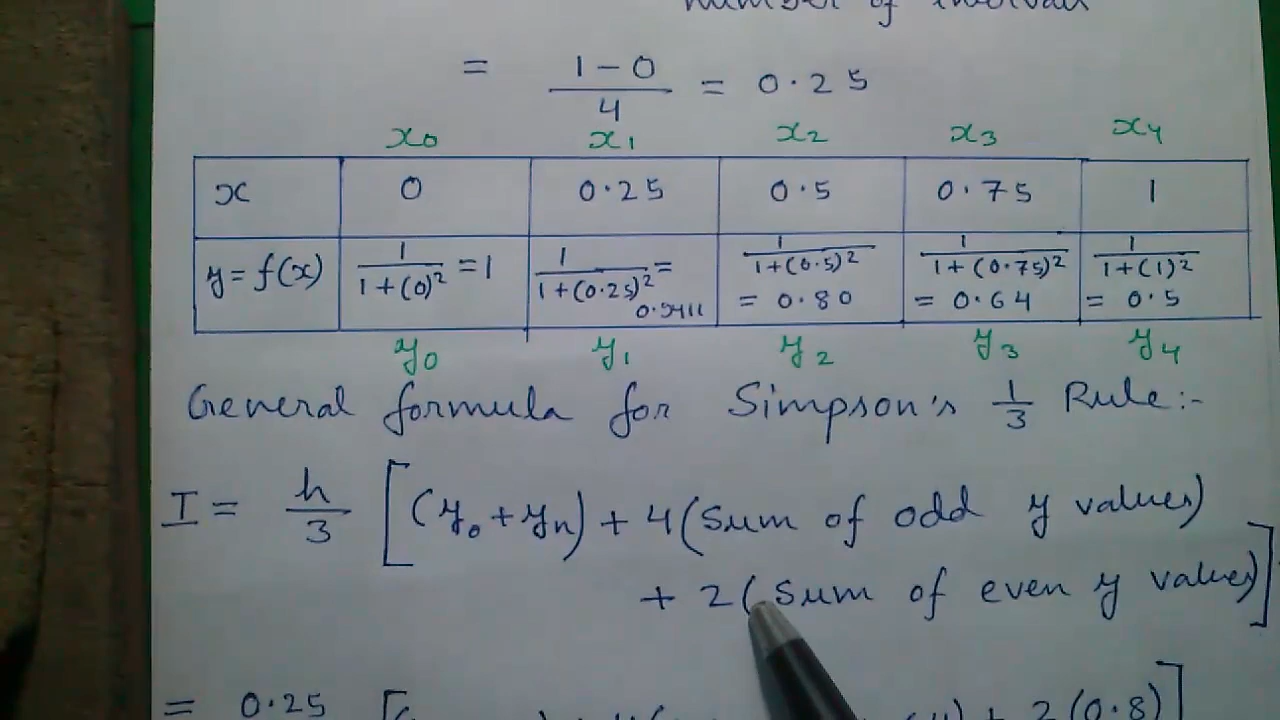 number of intervals
= 1-0/4 = 0.25
x0 x1 x2 x3 x4
x 0 0.25 0.5 0.75 1
y=f(x) 1/1+(0)² =1 1/1+(0.25)² = 0.9411 1/1+(0.5)² = 0.80 1/1+(0.75)² = 0.64 1/1+(1)² = 0.5
y0 y1 y2 y3 y4
General formula for Simpson's 1/3 Rule:-
I = h/3 [(y0+yn) + 4(Sum of odd y values)
+ 2(Sum of even y values)]
= 0.25 [ + 2(0.8)]